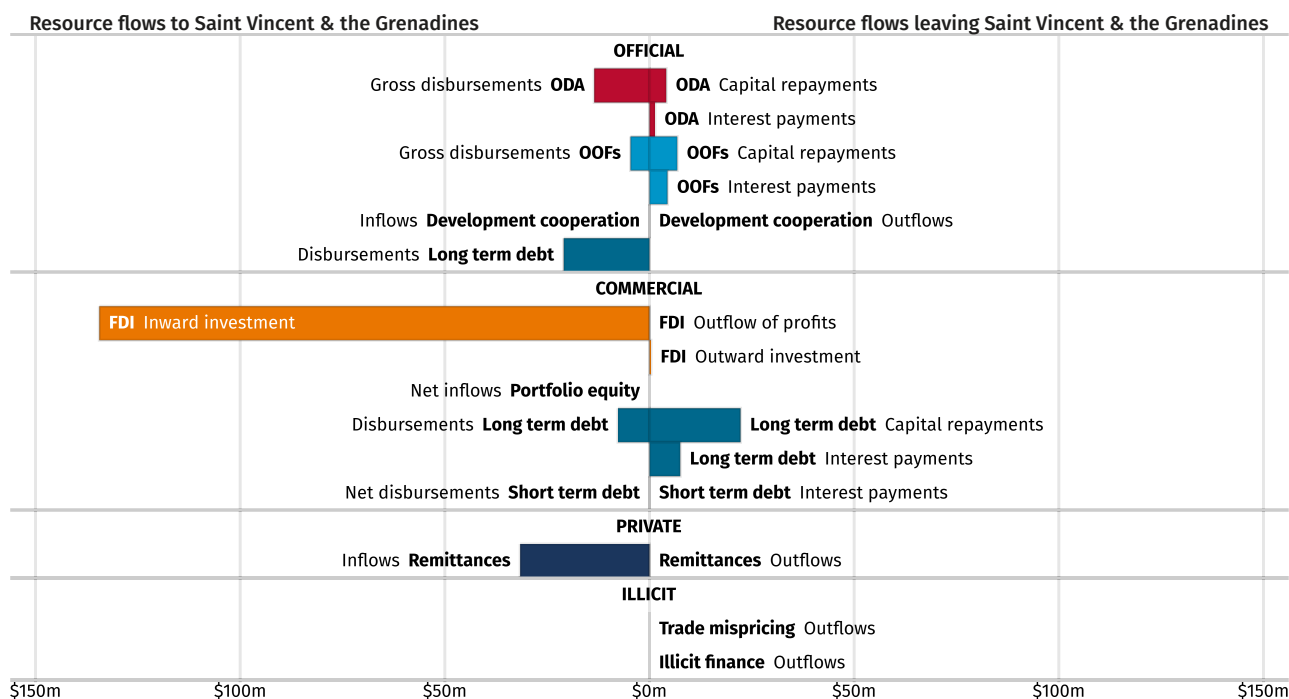 Resource flows to Saint Vincent & the Grenadines Resource flows leaving Saint Vincent & the Grenadines
OFFICIAL
Gross disbursements ODA ODA Capital repayments
ODA Interest payments
Gross disbursements OOFs OOFs Capital repayments
OOFs Interest payments
Inflows Development cooperation Development cooperation Outflows
Disbursements Long term debt
COMMERCIAL
FDI Inward investment FDI Outflow of profits
FDI Outward investment
Net inflows Portfolio equity
Disbursements Long term debt Long term debt Capital repayments
Long term debt Interest payments
Net disbursements Short term debt Short term debt Interest payments
PRIVATE
Inflows Remittances Remittances Outflows
ILLICIT
Trade mispricing Outflows
Illicit finance Outflows
$150m $100m $50m $0m $50m $100m $150m